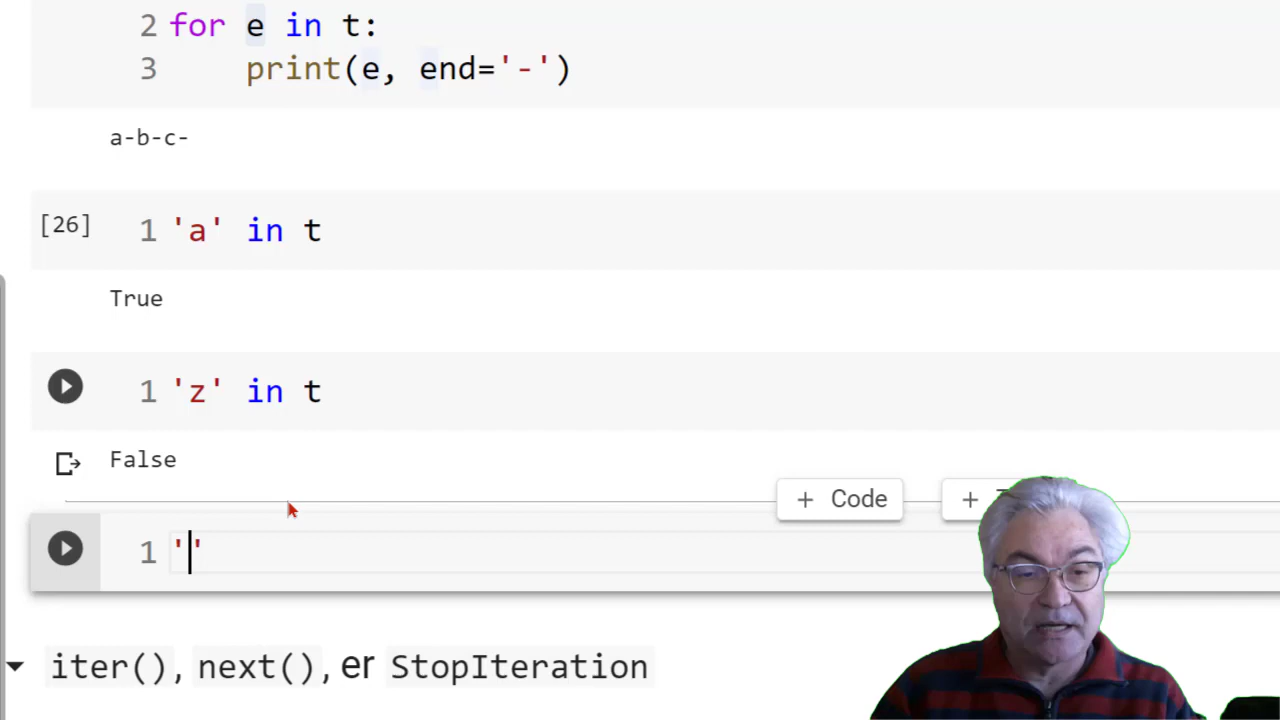 2 for e in t:
3 print(e, end='-')
a-b-c-
[26] 1 'a' in t
True
1 'z' in t
False
+ Code +
1 ''
iter(), next(), er StopIteration